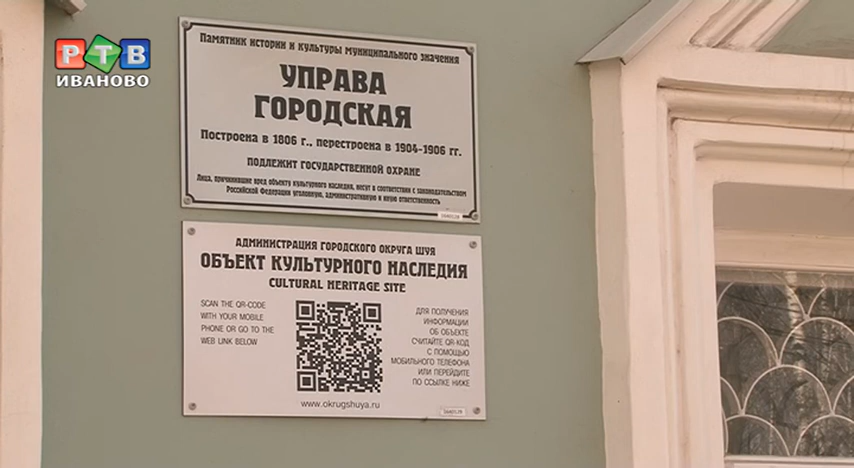 РТВ
ИВАНОВО
Памятник истории и культуры муниципального значения
УПРАВА
ГОРОДСКАЯ
Построена в 1806 г., перестроена в 1904-1906 гг.
ПОДЛЕЖИТ ГОСУДАРСТВЕННОЙ ОХРАНЕ
Лица, причинившие вред объекту культурного наследия, несут в соответствии с законодательством
Российской Федерации уголовную, административную и иную ответственность
АДМИНИСТРАЦИЯ ГОРОДСКОГО ОКРУГА ШУЯ
ОБЪЕКТ КУЛЬТУРНОГО НАСЛЕДИЯ
CULTURAL HERITAGE SITE
SCAN THE QR-CODE
WITH YOUR MOBILE
PHONE OR GO TO THE
WEB LINK BELOW
ДЛЯ ПОЛУЧЕНИЯ
ИНФОРМАЦИИ
ОБ ОБЪЕКТЕ
СЧИТАЙТЕ QR-КОД
С ПОМОЩЬЮ
МОБИЛЬНОГО ТЕЛЕФОНА
ИЛИ ПЕРЕЙДИТЕ
ПО ССЫЛКЕ НИЖЕ
www.okrugshuya.ru